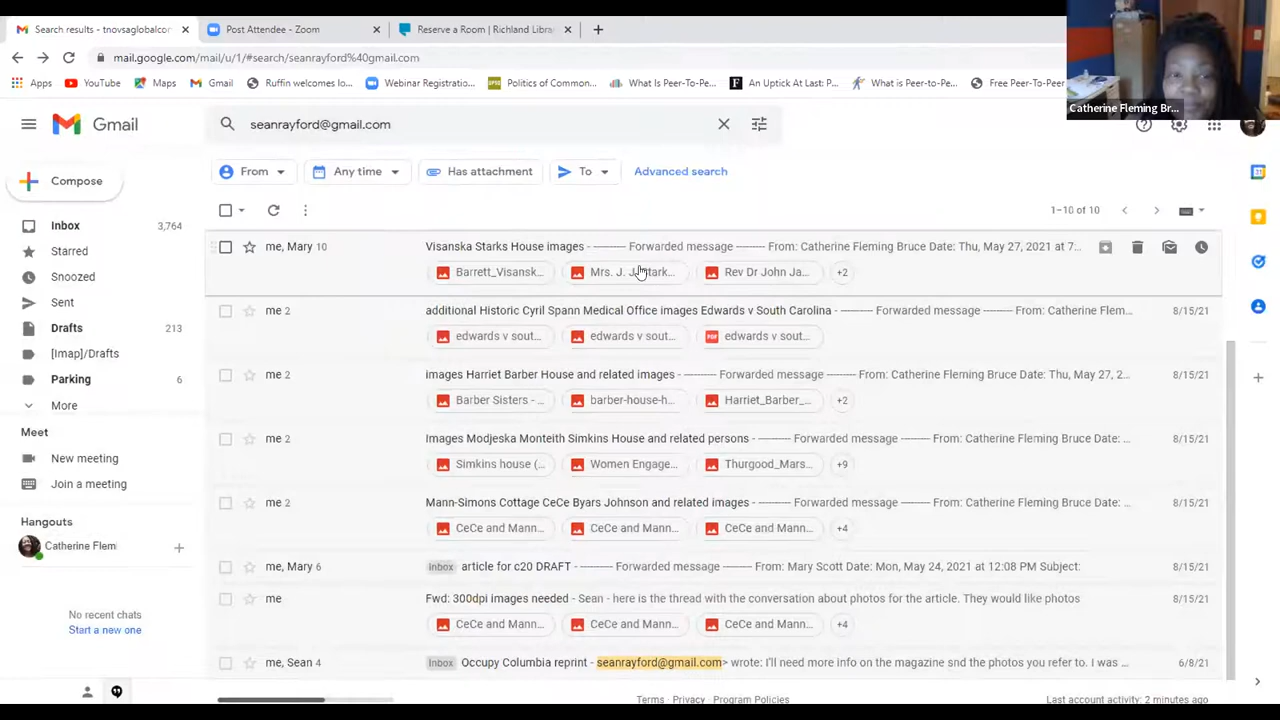 Search results - tnovsaglobalcor
Post Attendee - Zoom
Reserve a Room | Richland Libra
mail.google.com/mail/u/1/#search/seanrayford%40gmail.com
Apps YouTube Maps Gmail Ruffin welcomes lo... Webinar Registratio... Politics of Common... What Is Peer-To-Pe... An Uptick At Last: P... What is Peer-to-Pe... Free Peer-To-Peer
Catherine Fleming Br...
Gmail
seanrayford@gmail.com
Compose
From Any time Has attachment To Advanced search
1–10 of 10
Inbox 3,764
Starred
Snoozed
Sent
Drafts 213
[Imap]/Drafts
Parking 6
More
Meet
New meeting
Join a meeting
Hangouts
Catherine Flemi
No recent chats
Start a new one
me, Mary 10 Visanska Starks House images - ---------- Forwarded message --------- From: Catherine Fleming Bruce Date: Thu, May 27, 2021 at 7...
Barrett_Visansk... Rev Dr John Ja... +2
me 2 additional Historic Cyril Spann Medical Office images Edwards v South Carolina - ---------- Forwarded message --------- From: Catherine Flem... 8/15/21
edwards v sout... edwards v sout... edwards v sout...
me 2 images Harriet Barber House and related images - ---------- Forwarded message --------- From: Catherine Fleming Bruce Date: Thu, May 27, 2... 8/15/21
Barber Sisters - ... barber-house-h... Harriet_Barber_... +2
me 2 Images Modjeska Monteith Simkins House and related persons - ---------- Forwarded message --------- From: Catherine Fleming Bruce Date: ... 8/15/21
Simkins house (... Women Engage... Thurgood_Mars... +9
me 2 Mann-Simons Cottage CeCe Byars Johnson and related images - ---------- Forwarded message --------- From: Catherine Fleming Bruce Date: ... 8/15/21
CeCe and Mann... CeCe and Mann... CeCe and Mann... +4
me, Mary 6 Inbox article for c20 DRAFT - ---------- Forwarded message --------- From: Mary Scott Date: Mon, May 24, 2021 at 12:08 PM Subject: 8/15/21
me Fwd: 300dpi images needed - Sean - here is the thread with the conversation about photos for the article. They would like photos 8/15/21
CeCe and Mann... CeCe and Mann... CeCe and Mann... +4
me, Sean 4 Inbox Occupy Columbia reprint - seanrayford@gmail.com> wrote: I'll need more info on the magazine snd the photos you refer to. I was ... 6/8/21
Terms · Privacy · Program Policies
Last account activity: 2 minutes ago